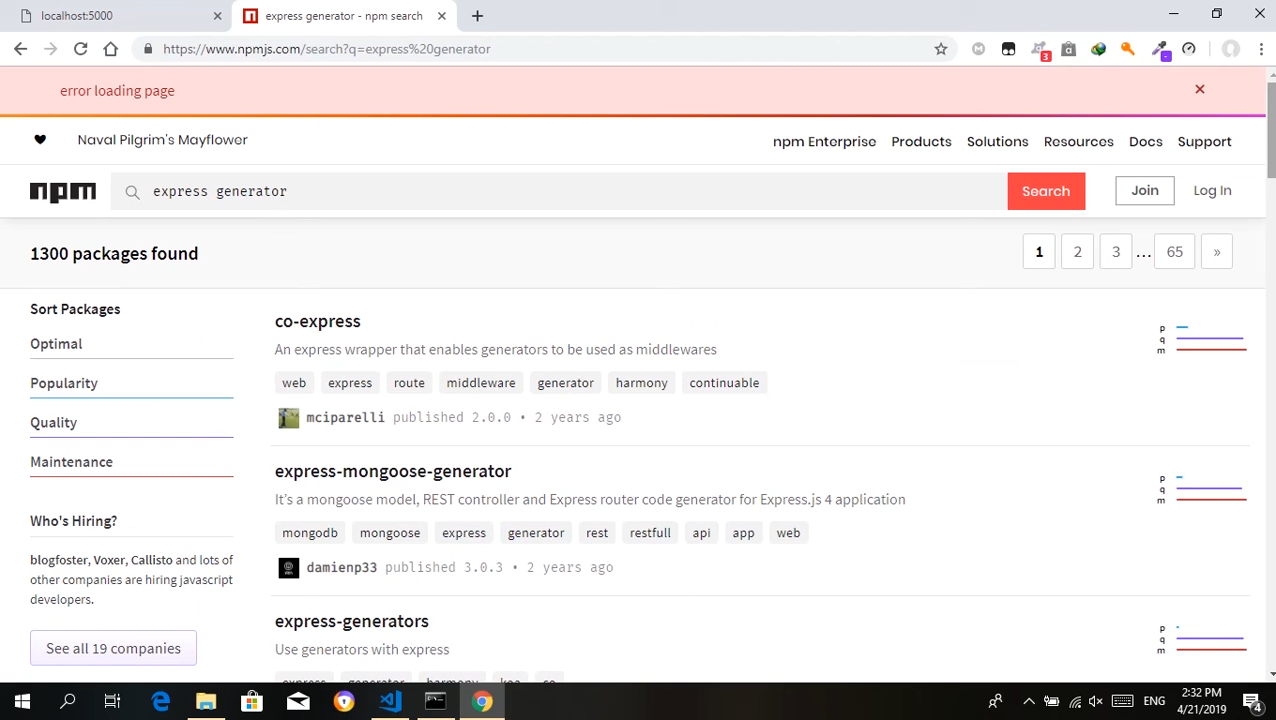 localhost:5000
express generator - npm search
https://www.npmjs.com/search?q=express%20generator
3
error loading page
Naval Pilgrim's Mayflower
npm Enterprise Products Solutions Resources Docs Support
npm
express generator
Search
Join
Log In
1300 packages found
1 2 3 ... 65 »
Sort Packages
Optimal
Popularity
Quality
Maintenance
Who's Hiring?
blogfoster, Voxer, Callisto and lots of
other companies are hiring javascript
developers.
See all 19 companies
co-express
An express wrapper that enables generators to be used as middlewares
web express route middleware generator harmony continuable
mciparelli published 2.0.0 • 2 years ago
p
q
m
express-mongoose-generator
It's a mongoose model, REST controller and Express router code generator for Express.js 4 application
mongodb mongoose express generator rest restfull api app web
damienp33 published 3.0.3 • 2 years ago
p
q
m
express-generators
Use generators with express
express generator harmony koa co
p
q
m
ENG
2:32 PM
4/21/2019
4